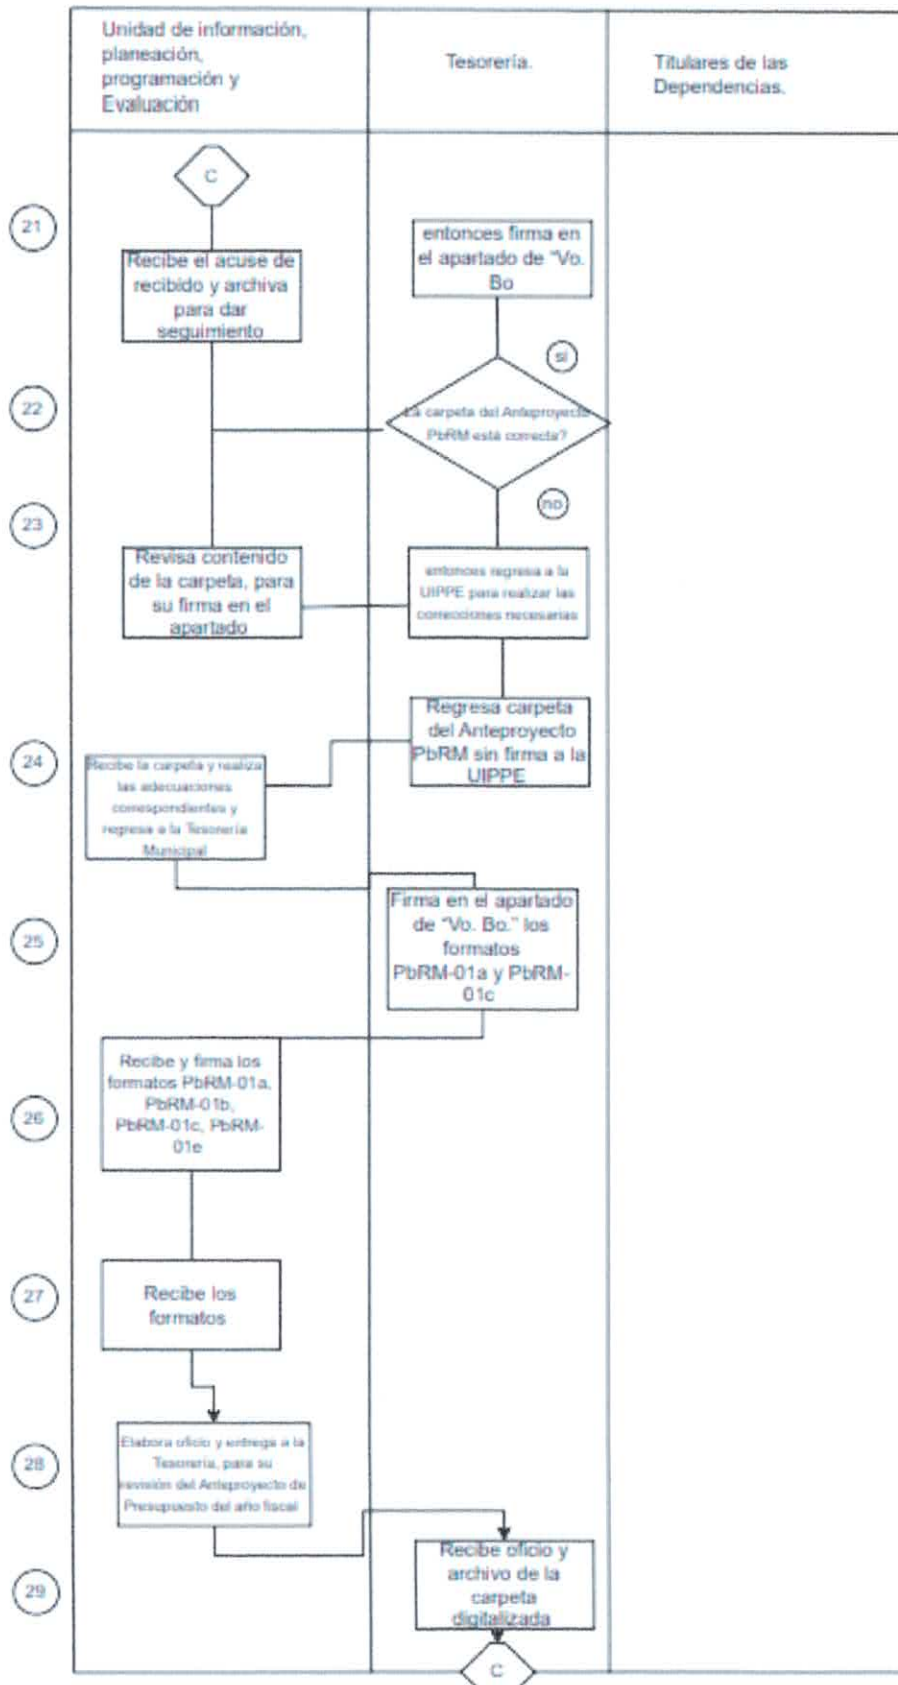 Unidad de información,
planeación,
programación y
Evaluación
Tesorería.
Titulares de las
Dependencias.
C
21
Recibe el acuse de
recibido y archiva
para dar
seguimiento
entonces firma en
el apartado de "Vo.
Bo
si
22
La carpeta del Anteproyecto
PbRM está correcta?
no
23
Revisa contenido
de la carpeta, para
su firma en el
apartado
entonces regresa a la
UIPPE para realizar las
correcciones necesarias
Regresa carpeta
del Anteproyecto
PbRM sin firma a la
UIPPE
24
Recibe la carpeta y realiza
las adecuaciones
correspondientes y
regresa a la Tesorería
Municipal
25
Firma en el apartado
de "Vo. Bo." los
formatos
PbRM-01a y PbRM-
01c
26
Recibe y firma los
formatos PbRM-01a,
PbRM-01b,
PbRM-01c, PbRM-
01e
27
Recibe los
formatos
28
Elabora oficio y entrega a la
Tesorería, para su
revisión del Anteproyecto de
Presupuesto del año fiscal
29
Recibe oficio y
archivo de la
carpeta
digitalizada
C